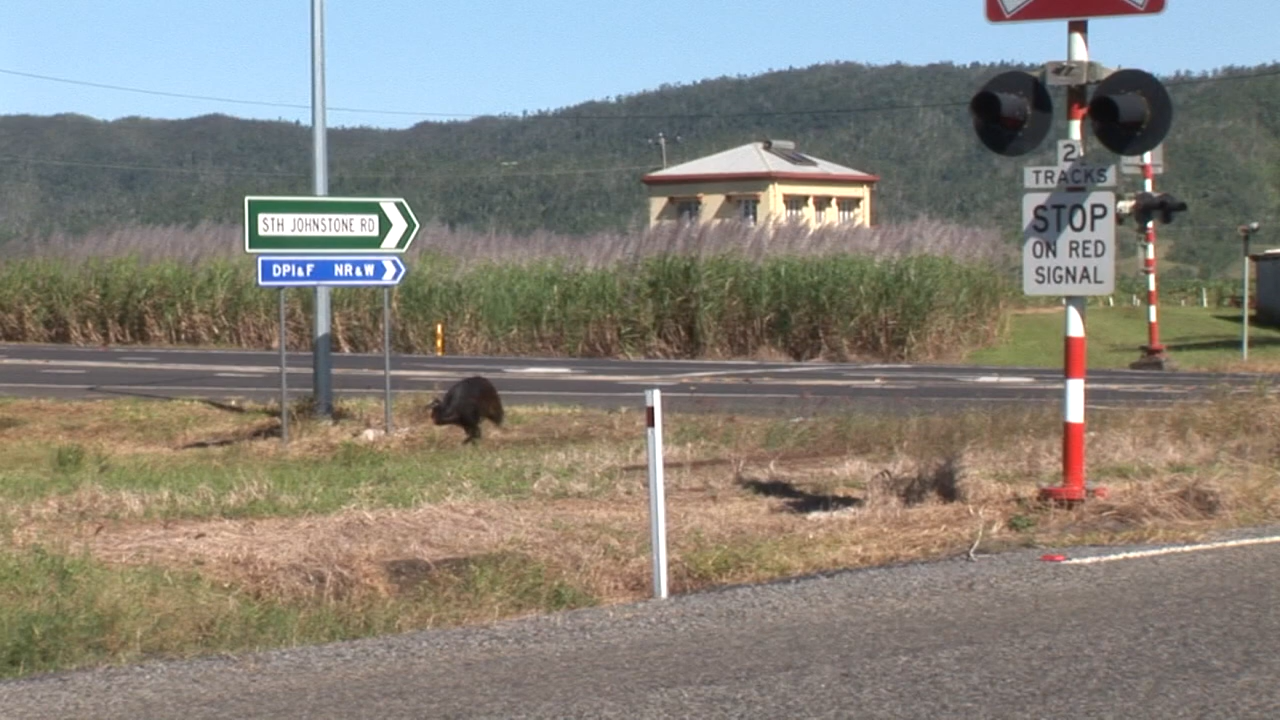 STH JOHNSTONE RD
DPI&F NR&W
2
TRACKS
STOP
ON RED
SIGNAL